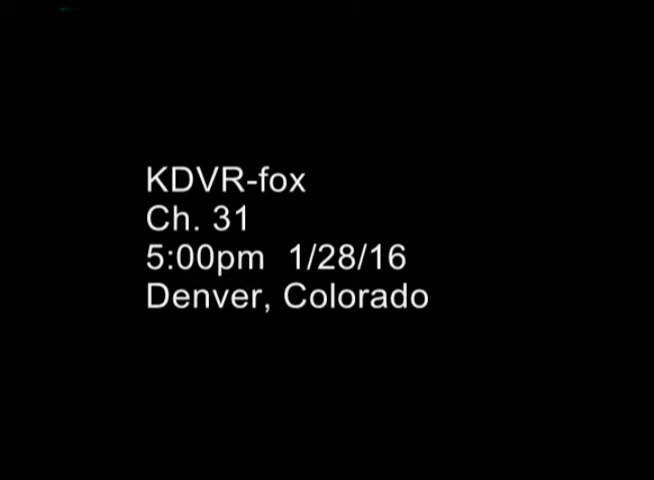 KDVR-fox
Ch. 31
5:00pm 1/28/16
Denver, Colorado